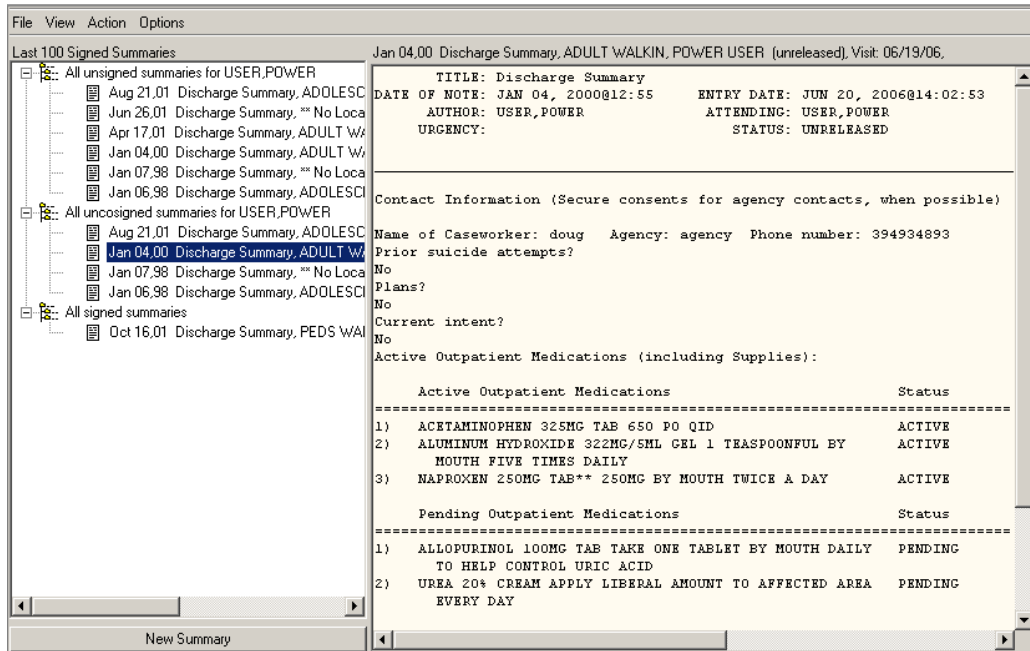 File View Action Options
Last 100 Signed Summaries
All unsigned summaries for USER,POWER
Aug 21,01 Discharge Summary, ADOLESC
Jun 26,01 Discharge Summary, ** No Loca
Apr 17,01 Discharge Summary, ADULT WA
Jan 04,00 Discharge Summary, ADULT WA
Jan 07,98 Discharge Summary, ** No Loca
Jan 06,98 Discharge Summary, ADOLESCI
All uncosigned summaries for USER,POWER
Aug 21,01 Discharge Summary, ADOLESC
Jan 04,00 Discharge Summary, ADULT WA
Jan 07,98 Discharge Summary, ** No Loca
Jan 06,98 Discharge Summary, ADOLESCI
All signed summaries
Oct 16,01 Discharge Summary, PEDS WAI
New Summary
Jan 04,00 Discharge Summary, ADULT WALKIN, POWER USER (unreleased), Visit: 06/19/06,
TITLE: Discharge Summary
DATE OF NOTE: JAN 04, 2000@12:55 ENTRY DATE: JUN 20, 2006@14:02:53
AUTHOR: USER,POWER ATTENDING: USER,POWER
URGENCY: STATUS: UNRELEASED
Contact Information (Secure consents for agency contacts, when possible)
Name of Caseworker: doug Agency: agency Phone number: 394934893
Prior suicide attempts?
No
Plans?
No
Current intent?
No
Active Outpatient Medications (including Supplies):
Active Outpatient Medications Status
1) ACETAMINOPHEN 325MG TAB 650 PO QID ACTIVE
2) ALUMINUM HYDROXIDE 322MG/5ML GEL 1 TEASPOONFUL BY ACTIVE
MOUTH FIVE TIMES DAILY
3) NAPROXEN 250MG TAB** 250MG BY MOUTH TWICE A DAY ACTIVE
Pending Outpatient Medications Status
1) ALLOPURINOL 100MG TAB TAKE ONE TABLET BY MOUTH DAILY PENDING
TO HELP CONTROL URIC ACID
2) UREA 20% CREAM APPLY LIBERAL AMOUNT TO AFFECTED AREA PENDING
EVERY DAY